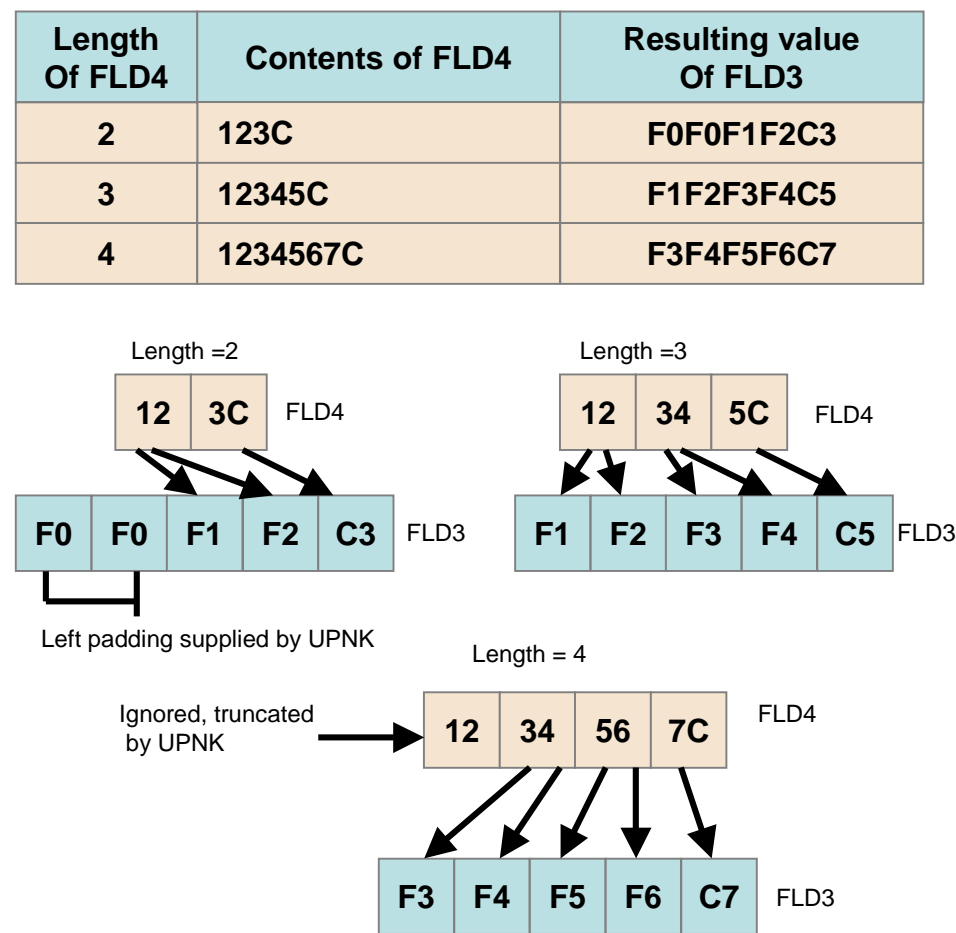 Length Of FLD4 Contents of FLD4 Resulting value Of FLD3
2 123C F0F0F1F2C3
3 12345C F1F2F3F4C5
4 1234567C F3F4F5F6C7
Length =2
12 3C FLD4
F0 F0 F1 F2 C3 FLD3
Left padding supplied by UPNK
Length =3
12 34 5C FLD4
F1 F2 F3 F4 C5 FLD3
Length = 4
Ignored, truncated
by UPNK
12 34 56 7C FLD4
F3 F4 F5 F6 C7 FLD3